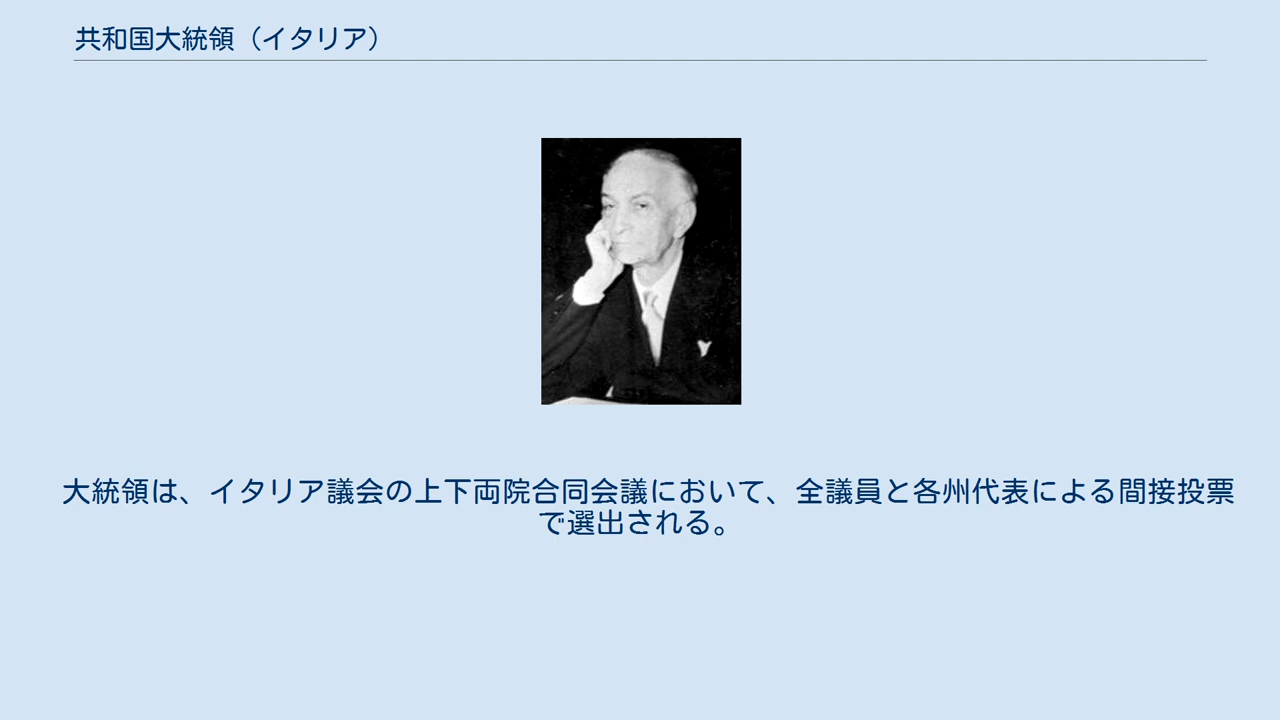 共和国大統領（イタリア）
大統領は、イタリア議会の上下両院合同会議において、全議員と各州代表による間接投票
で選出される。